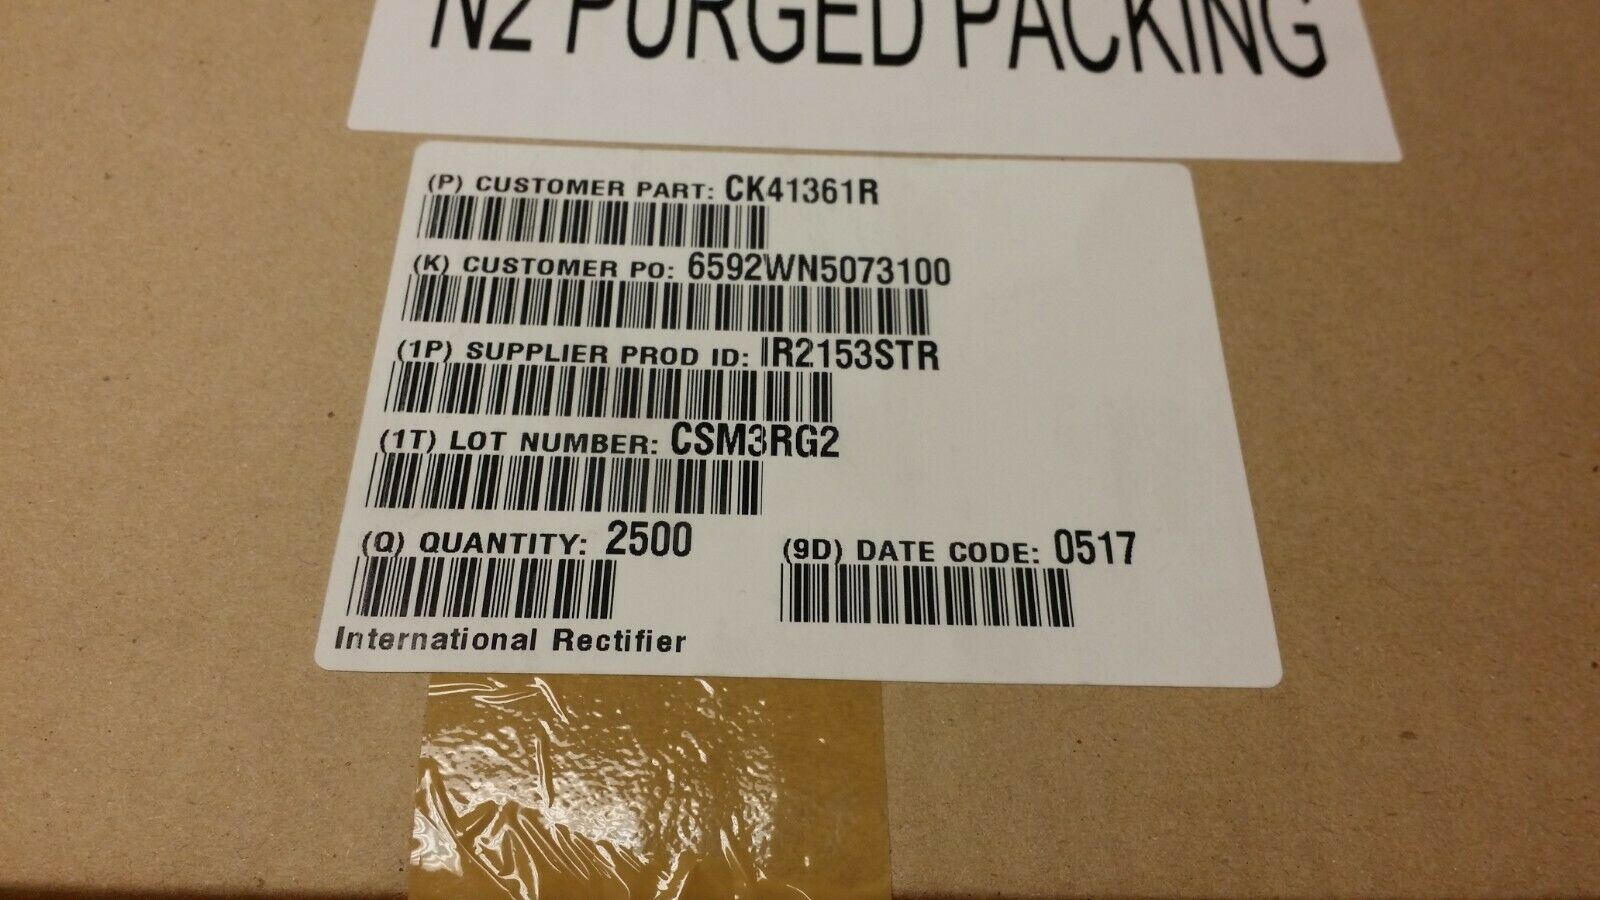 N2 PURGED PACKING
(P) CUSTOMER PART: CK41361R
(K) CUSTOMER PO: 6592WN5073100
(1P) SUPPLIER PROD ID: IR2153STR
(1T) LOT NUMBER: CSM3RG2
(Q) QUANTITY: 2500
(9D) DATE CODE: 0517
International Rectifier